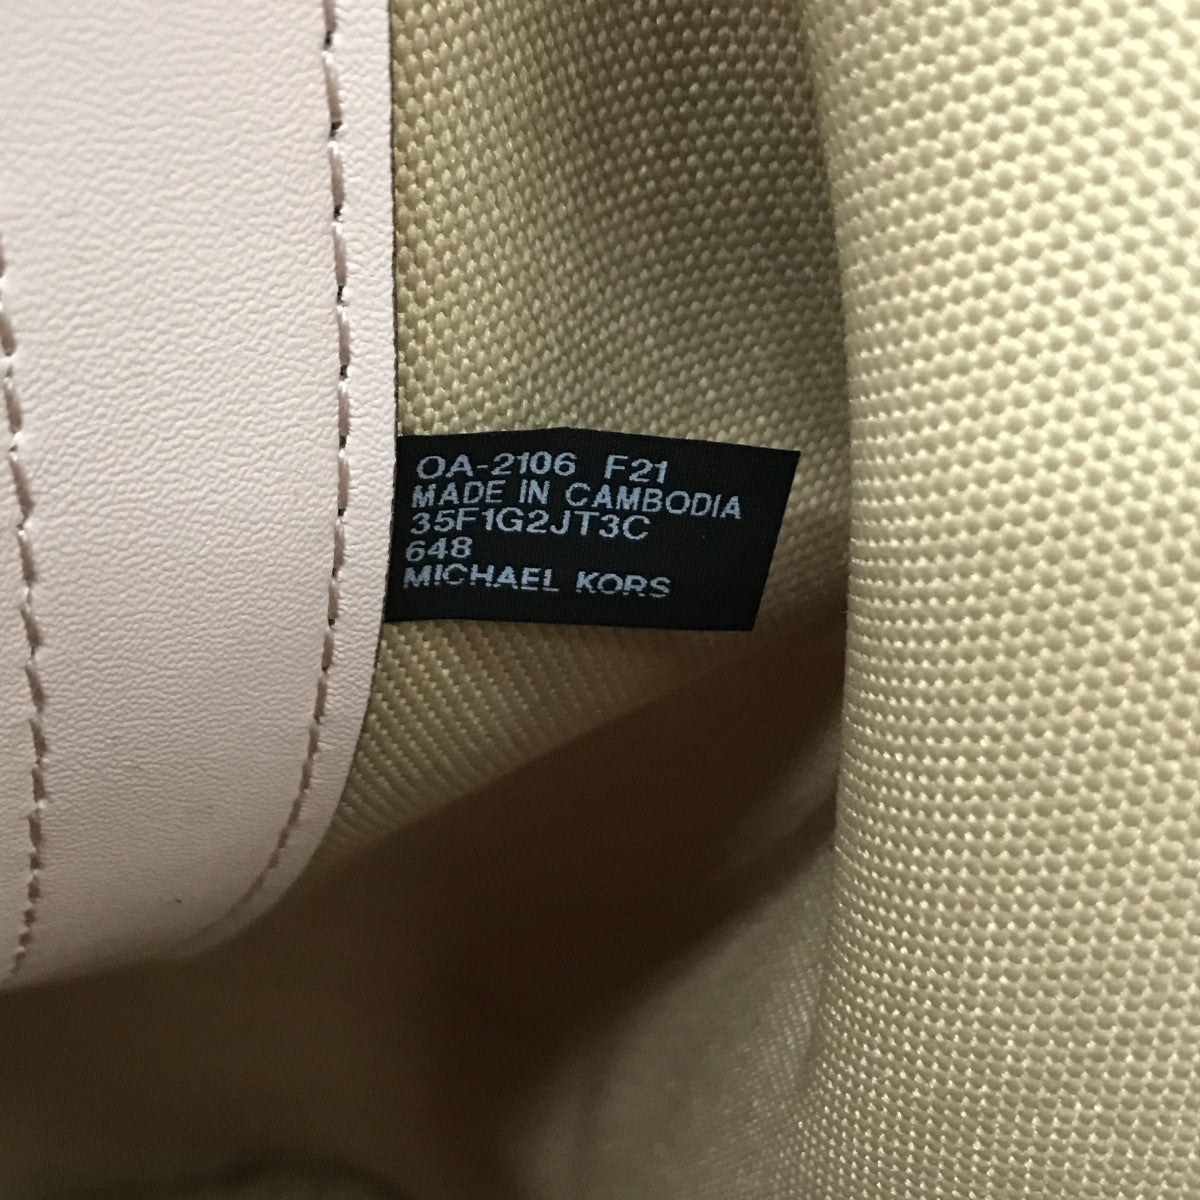 OA-2106 F21
MADE IN CAMBODIA
35F1G2JT3C
648
MICHAEL KORS